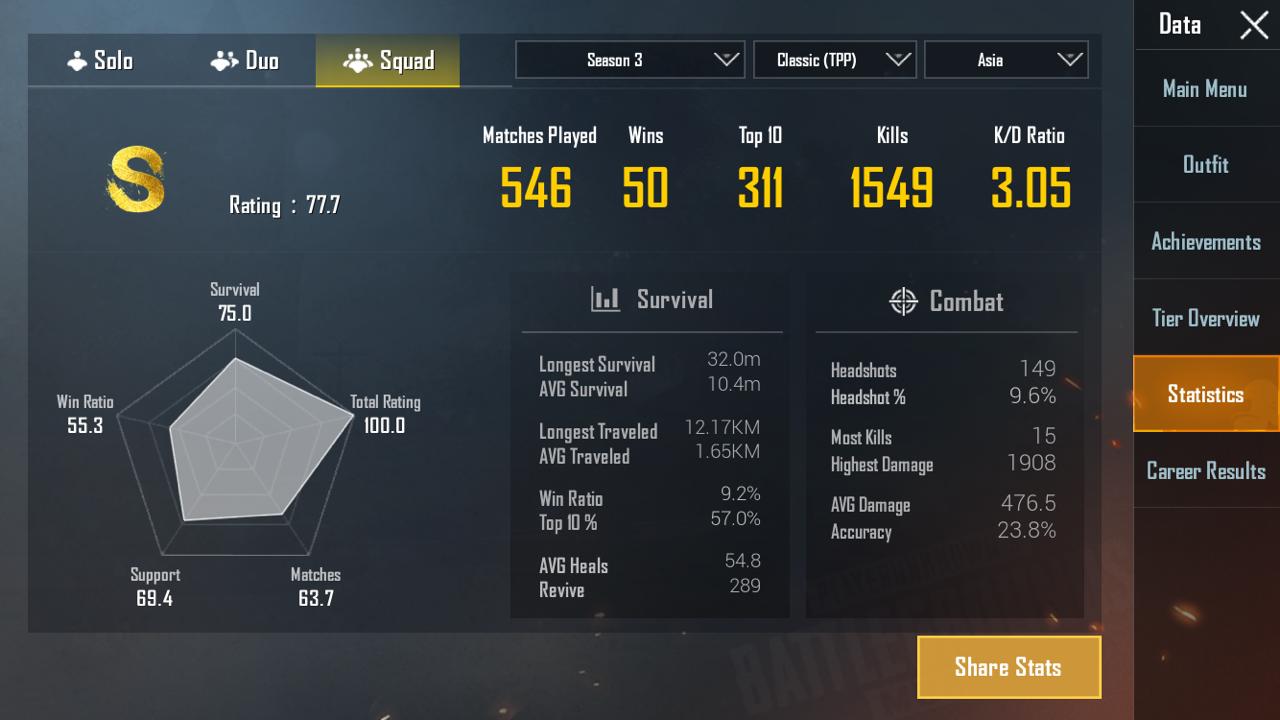 Solo Duo Squad Season 3 Classic (TPP) Asia
Data
Main Menu
Outfit
Achievements
Tier Overview
Statistics
Career Results
S
Rating : 77.7
Matches Played Wins Top 10 Kills K/D Ratio
546 50 311 1549 3.05
Survival
75.0
Win Ratio
55.3
Total Rating
100.0
Support
69.4
Matches
63.7
Survival
Longest Survival 32.0m
AVG Survival 10.4m
Longest Traveled 12.17KM
AVG Traveled 1.65KM
Win Ratio 9.2%
Top 10 % 57.0%
AVG Heals 54.8
Revive 289
Combat
Headshots 149
Headshot % 9.6%
Most Kills 15
Highest Damage 1908
AVG Damage 476.5
Accuracy 23.8%
Share Stats